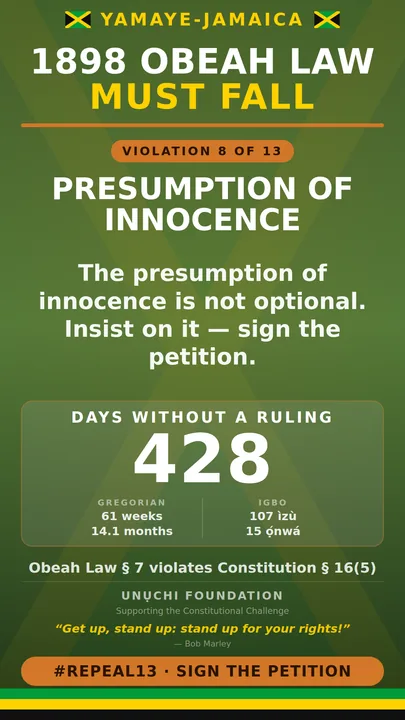 YAMAYE-JAMAICA
1898 OBEAH LAW
MUST FALL
VIOLATION 8 OF 13
PRESUMPTION OF
INNOCENCE
The presumption of
innocence is not optional.
Insist on it — sign the
petition.
DAYS WITHOUT A RULING
428
GREGORIAN
61 weeks
14.1 months
IGBO
107 ìzù
15 ọ́nwá
Obeah Law § 7 violates Constitution § 16(5)
UNỤCHI FOUNDATION
Supporting the Constitutional Challenge
“Get up, stand up: stand up for your rights!”
— Bob Marley
#REPEAL13 · SIGN THE PETITION